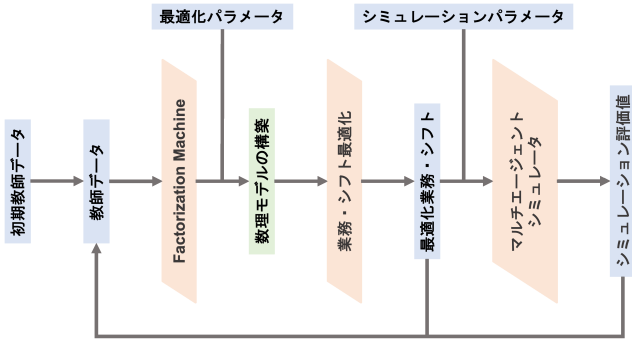 最適化パラメータ
シミュレーションパラメータ
初期教師データ
教師データ
Factorization Machine
数理モデルの構築
業務・シフト最適化
最適化業務・シフト
マルチエージェント
シミュレータ
シミュレーション評価値